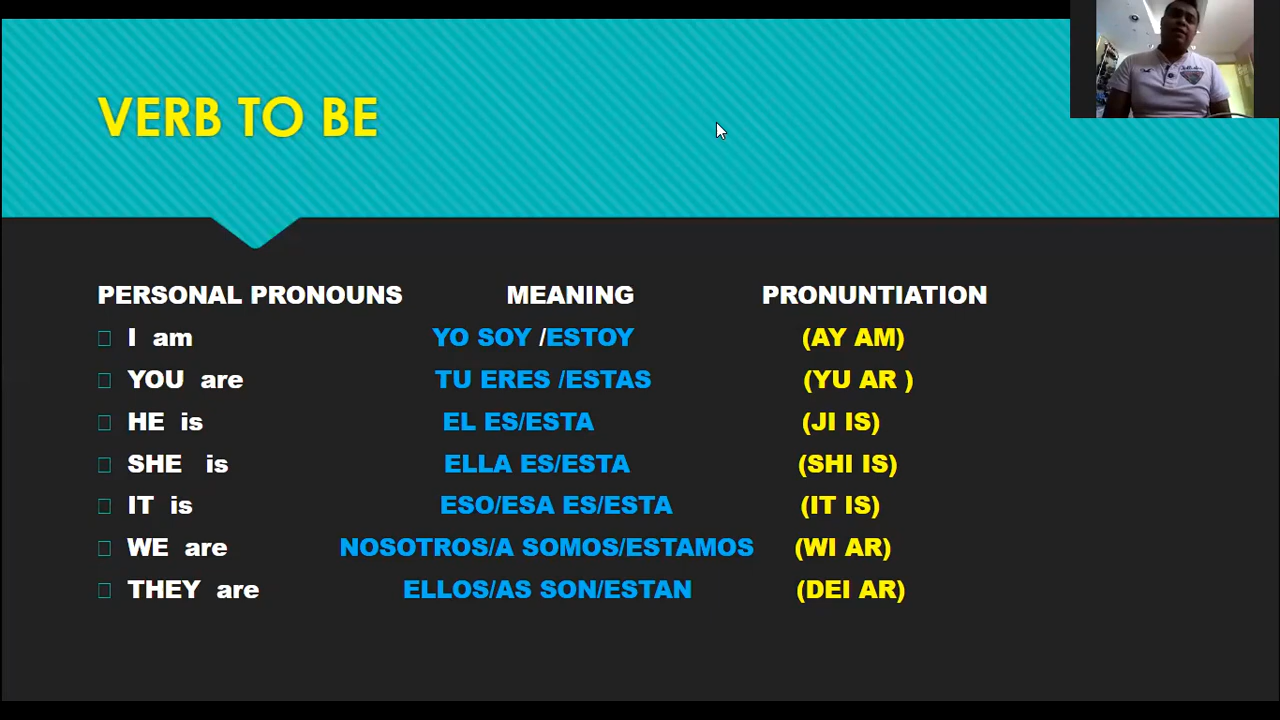 VERB TO BE
PERSONAL PRONOUNS MEANING PRONUNTIATION
I am YO SOY /ESTOY (AY AM)
YOU are TU ERES /ESTAS (YU AR )
HE is EL ES/ESTA (JI IS)
SHE is ELLA ES/ESTA (SHI IS)
IT is ESO/ESA ES/ESTA (IT IS)
WE are NOSOTROS/A SOMOS/ESTAMOS (WI AR)
THEY are ELLOS/AS SON/ESTAN (DEI AR)